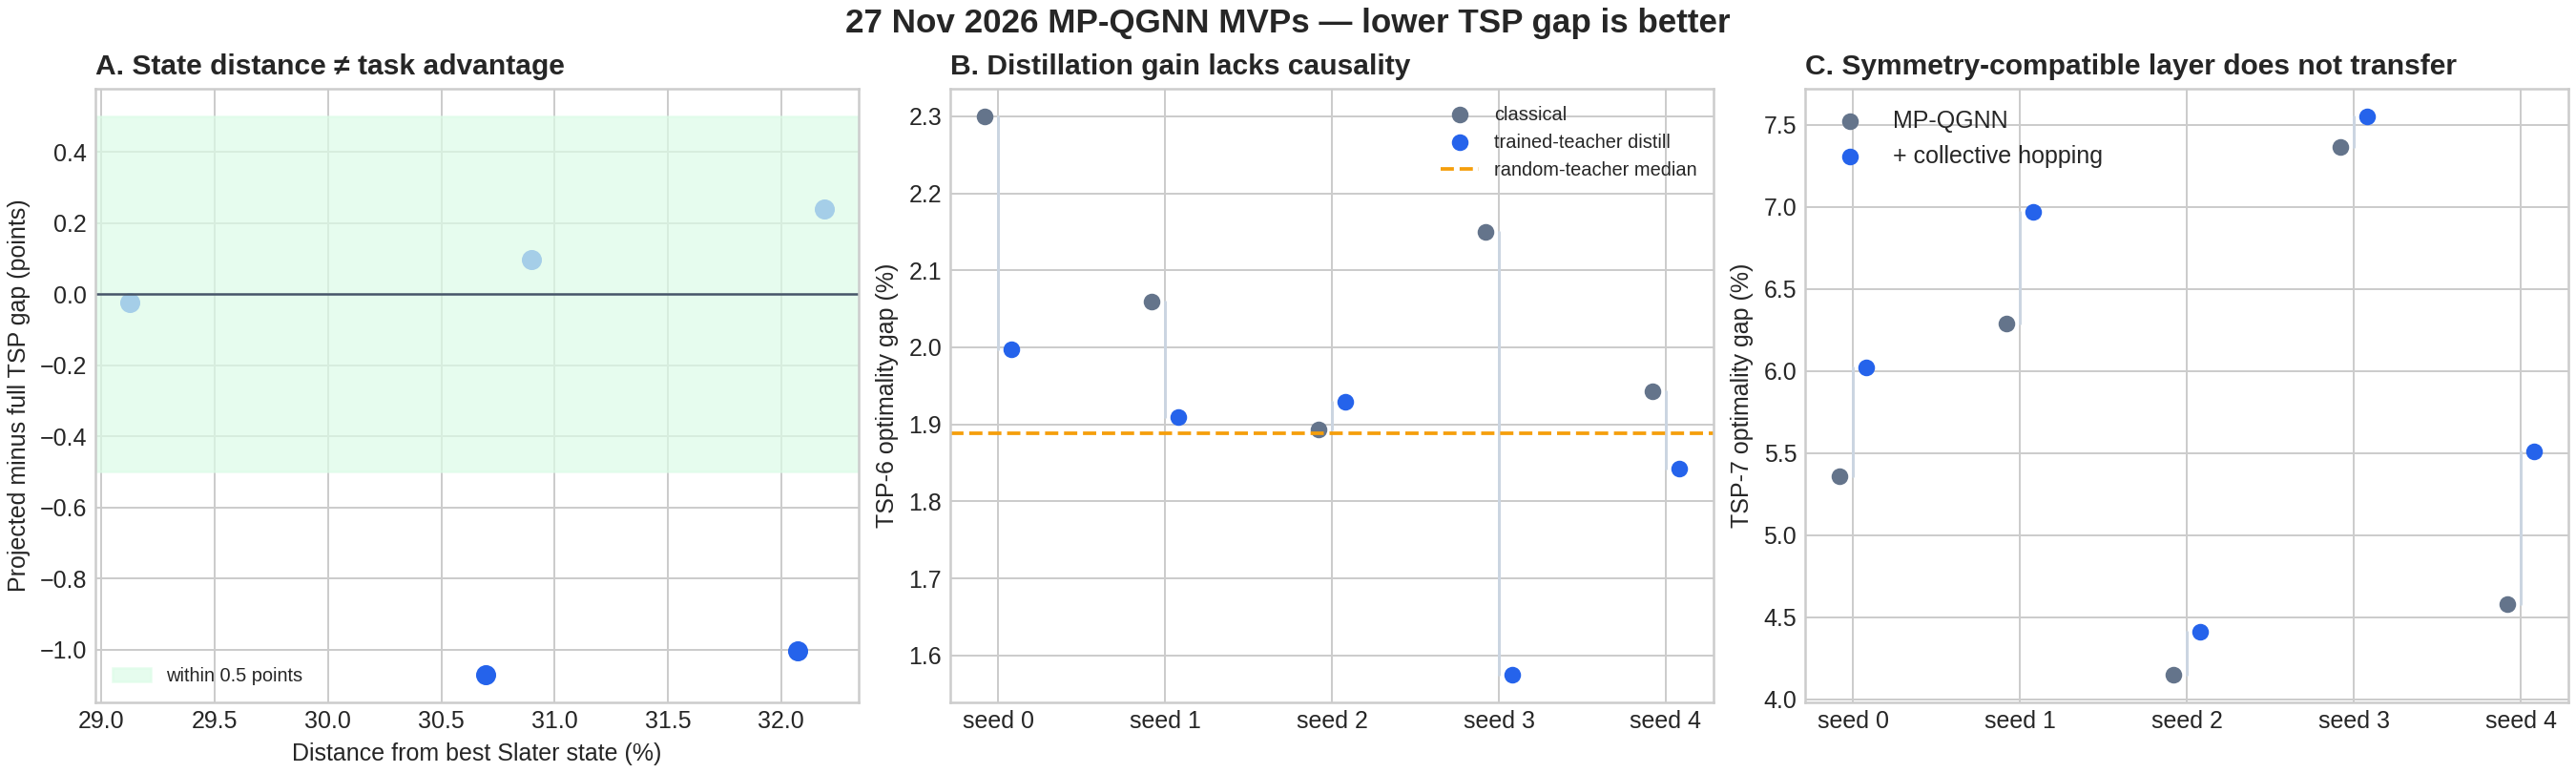 27 Nov 2026 MP-QGNN MVPs — lower TSP gap is better
A. State distance ≠ task advantage
Projected minus full TSP gap (points)
0.4
0.2
0.0
−0.2
−0.4
−0.6
−0.8
−1.0
within 0.5 points
29.0 29.5 30.0 30.5 31.0 31.5 32.0
Distance from best Slater state (%)
B. Distillation gain lacks causality
TSP-6 optimality gap (%)
classical
trained-teacher distill
random-teacher median
2.3
2.2
2.1
2.0
1.9
1.8
1.7
1.6
seed 0 seed 1 seed 2 seed 3 seed 4
C. Symmetry-compatible layer does not transfer
TSP-7 optimality gap (%)
MP-QGNN
+ collective hopping
7.5
7.0
6.5
6.0
5.5
5.0
4.5
4.0
seed 0 seed 1 seed 2 seed 3 seed 4